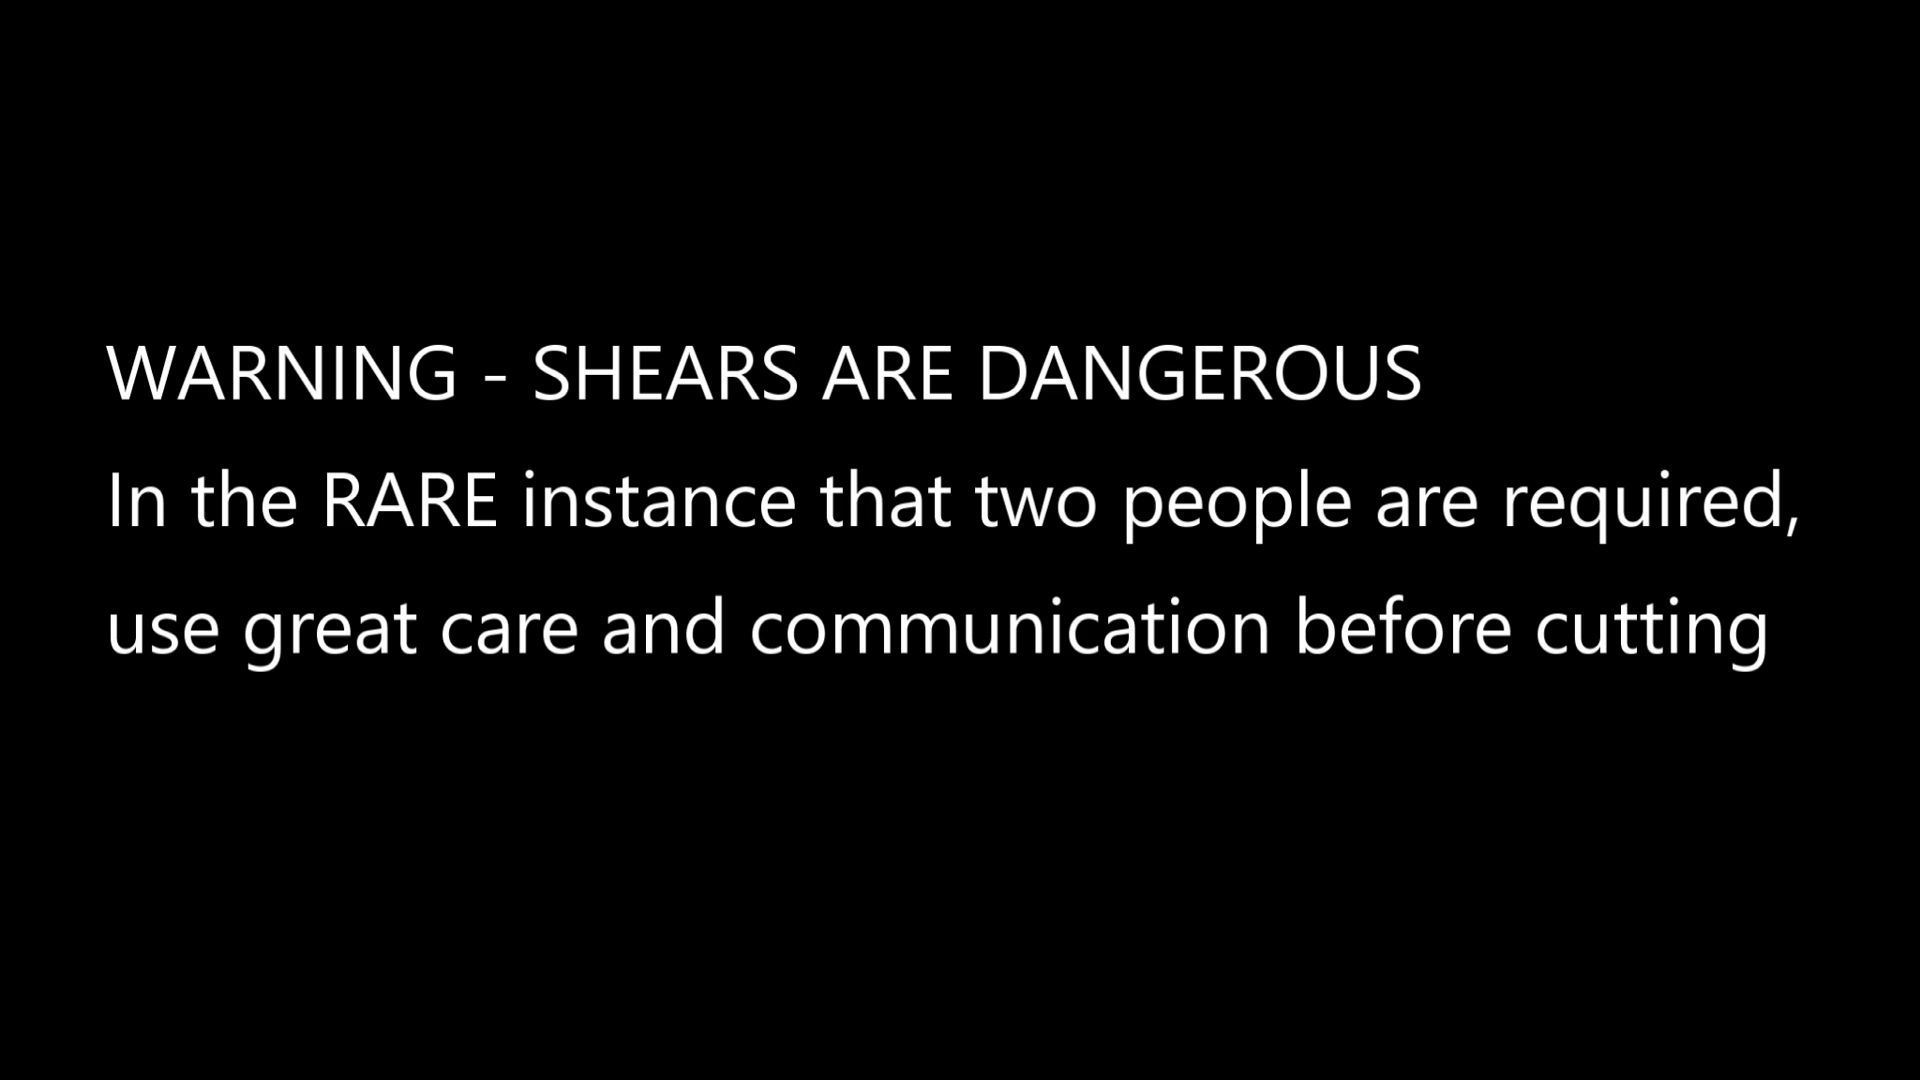 WARNING - SHEARS ARE DANGEROUS
In the RARE instance that two people are required,
use great care and communication before cutting